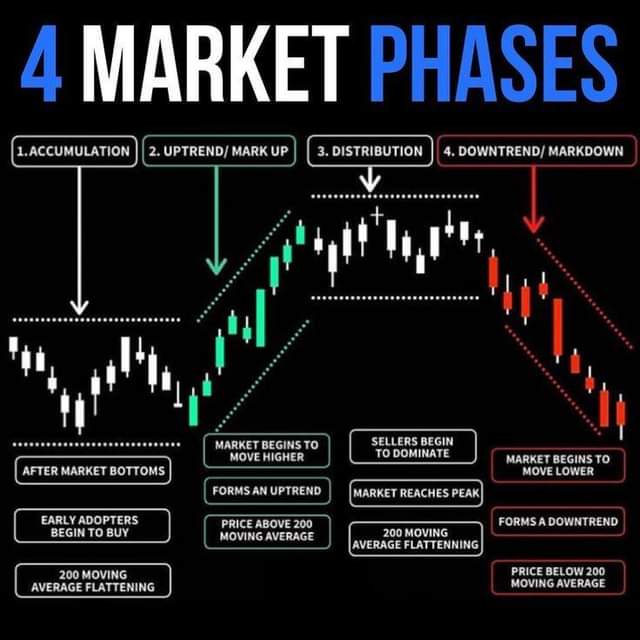 4 MARKET PHASES
1.ACCUMULATION
2. UPTREND/ MARK UP
3. DISTRIBUTION
4. DOWNTREND/ MARKDOWN
AFTER MARKET BOTTOMS
EARLY ADOPTERS
BEGIN TO BUY
200 MOVING
AVERAGE FLATTENING
MARKET BEGINS TO
MOVE HIGHER
FORMS AN UPTREND
PRICE ABOVE 200
MOVING AVERAGE
SELLERS BEGIN
TO DOMINATE
MARKET REACHES PEAK
200 MOVING
AVERAGE FLATTENNING
MARKET BEGINS TO
MOVE LOWER
FORMS A DOWNTREND
PRICE BELOW 200
MOVING AVERAGE